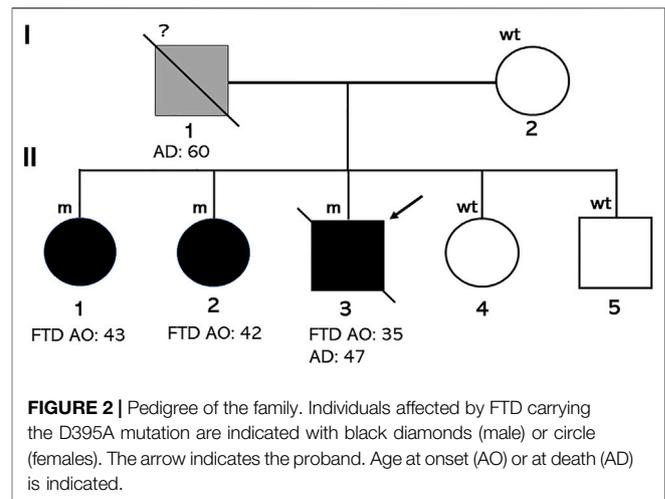 I
?
wt
1
2
AD: 60
II
m
m
m
wt
wt
1
2
3
4
5
FTD AO: 43
FTD AO: 42
FTD AO: 35
AD: 47
FIGURE 2 | Pedigree of the family. Individuals affected by FTD carrying
the D395A mutation are indicated with black diamonds (male) or circle
(females). The arrow indicates the proband. Age at onset (AO) or at death (AD)
is indicated.